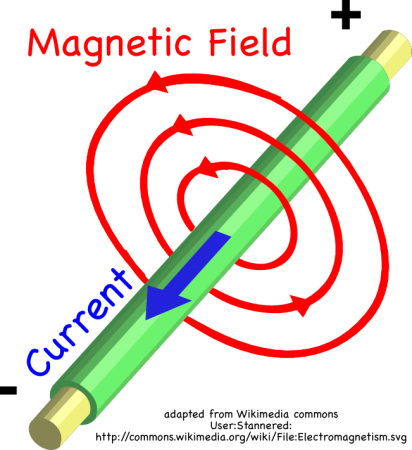 +
Magnetic Field
Current
-
adapted from Wikimedia commons
User:Stannered:
http://commons.wikimedia.org/wiki/File:Electromagnetism.svg